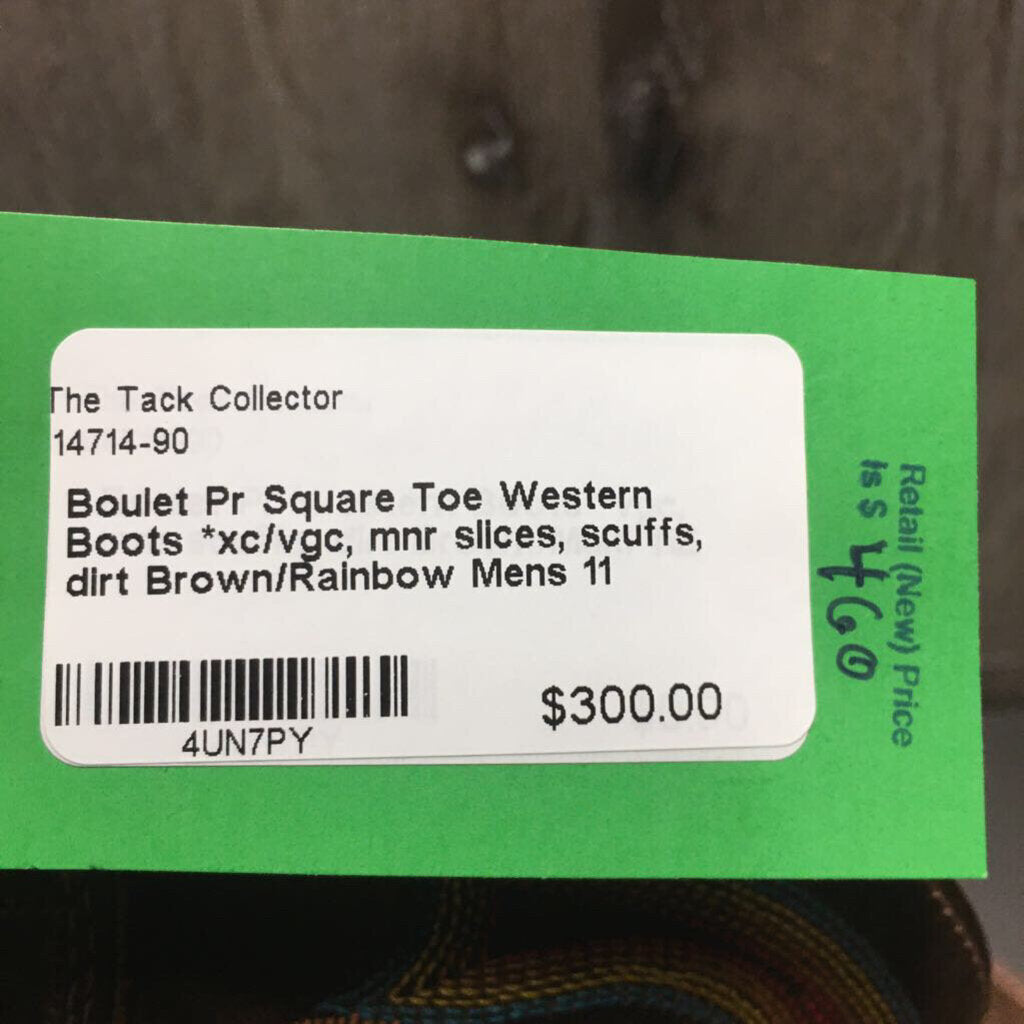 The Tack Collector
14714-90
Boulet Pr Square Toe Western
Boots *xc/vgc, mnr slices, scuffs,
dirt Brown/Rainbow Mens 11
4UN7PY
$300.00
Retail (New) Price
is $ 460